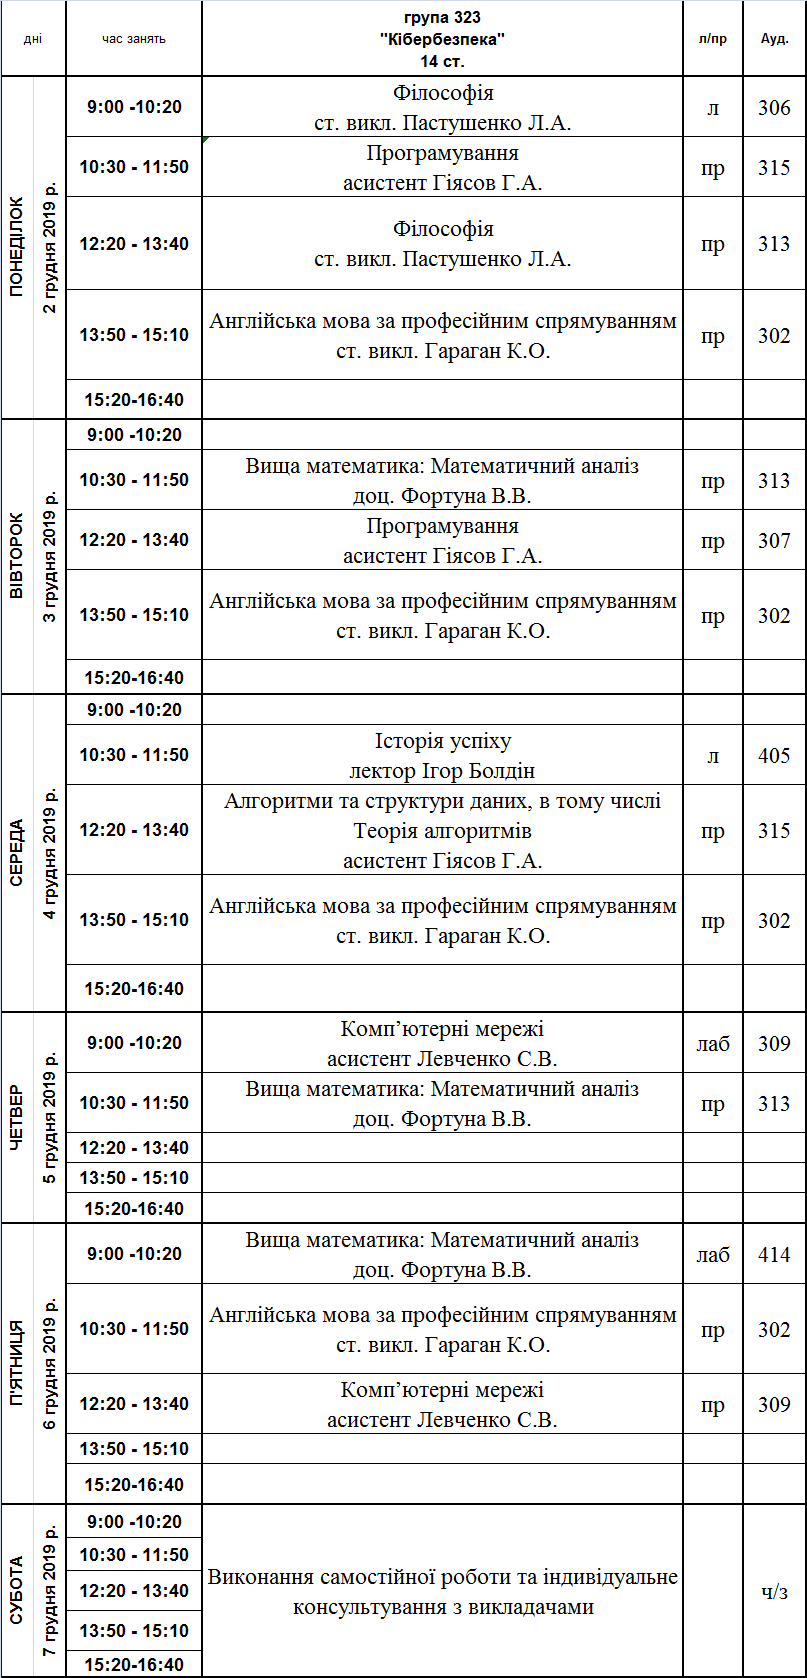 дні
час занять
група 323
"Кібербезпека"
14 ст.
л/пр
Ауд.
ПОНЕДІЛОК
2 грудня 2019 р.
9:00 -10:20
Філософія
ст. викл. Пастушенко Л.А.
л
306
10:30 - 11:50
Програмування
асистент Гіясов Г.А.
пр
315
12:20 - 13:40
Філософія
ст. викл. Пастушенко Л.А.
пр
313
13:50 - 15:10
Англійська мова за професійним спрямуванням
ст. викл. Гараган К.О.
пр
302
15:20-16:40
ВІВТОРОК
3 грудня 2019 р.
9:00 -10:20
10:30 - 11:50
Вища математика: Математичний аналіз
доц. Фортуна В.В.
пр
313
12:20 - 13:40
Програмування
асистент Гіясов Г.А.
пр
307
13:50 - 15:10
Англійська мова за професійним спрямуванням
ст. викл. Гараган К.О.
пр
302
15:20-16:40
СЕРЕДА
4 грудня 2019 р.
9:00 -10:20
10:30 - 11:50
Історія успіху
лектор Ігор Болдін
л
405
12:20 - 13:40
Алгоритми та структури даних, в тому числі
Теорія алгоритмів
асистент Гіясов Г.А.
пр
315
13:50 - 15:10
Англійська мова за професійним спрямуванням
ст. викл. Гараган К.О.
пр
302
15:20-16:40
ЧЕТВЕР
5 грудня 2019 р.
9:00 -10:20
Комп’ютерні мережі
асистент Левченко С.В.
лаб
309
10:30 - 11:50
Вища математика: Математичний аналіз
доц. Фортуна В.В.
пр
313
12:20 - 13:40
13:50 - 15:10
15:20-16:40
П'ЯТНИЦЯ
6 грудня 2019 р.
9:00 -10:20
Вища математика: Математичний аналіз
доц. Фортуна В.В.
лаб
414
10:30 - 11:50
Англійська мова за професійним спрямуванням
ст. викл. Гараган К.О.
пр
302
12:20 - 13:40
Комп’ютерні мережі
асистент Левченко С.В.
пр
309
13:50 - 15:10
15:20-16:40
СУБОТА
7 грудня 2019 р.
9:00 -10:20
10:30 - 11:50
12:20 - 13:40
13:50 - 15:10
15:20-16:40
Виконання самостійної роботи та індивідуальне
консультування з викладачами
ч/з